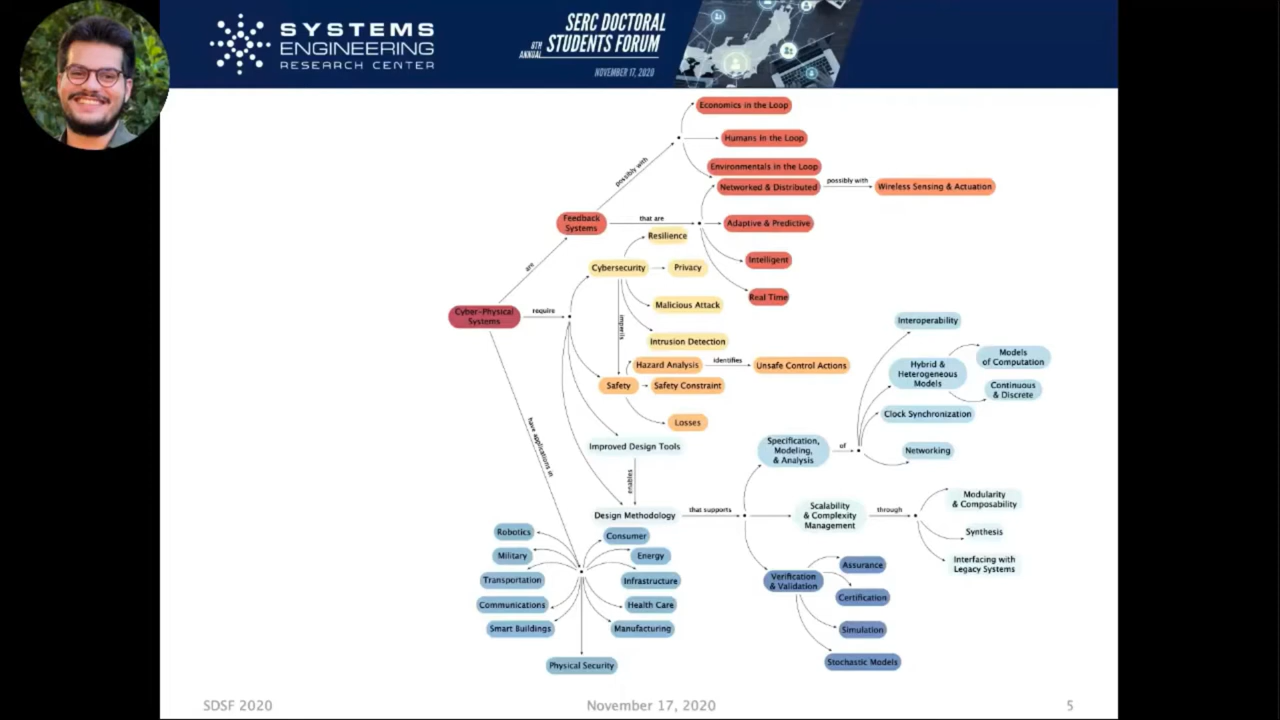 SYSTEMS
ENGINEERING
RESEARCH CENTER
8TH
ANNUAL
SERC DOCTORAL
STUDENTS FORUM
NOVEMBER 17, 2020
Economics in the Loop
Humans in the Loop
Environmentals in the Loop
possibly with
Networked & Distributed
possibly with
Wireless Sensing & Actuation
Feedback
Systems
that are
Adaptive & Predictive
Resilience
Intelligent
are
Cybersecurity
Privacy
Real Time
Malicious Attack
Cyber-Physical
Systems
require
imperils
Intrusion Detection
Interoperability
Hazard Analysis
identifies
Unsafe Control Actions
Hybrid &
Heterogeneous
Models
Models
of Computation
Continuous
& Discrete
Safety
Safety Constraint
Losses
Clock Synchronization
have applications in
Improved Design Tools
Specification,
Modeling,
& Analysis
of
Networking
enables
Design Methodology
that supports
Scalability
& Complexity
Management
through
Modularity
& Composability
Synthesis
Interfacing with
Legacy Systems
Robotics
Consumer
Military
Energy
Transportation
Infrastructure
Communications
Health Care
Smart Buildings
Manufacturing
Physical Security
Verification
& Validation
Assurance
Certification
Simulation
Stochastic Models
SDSF 2020
November 17, 2020
5